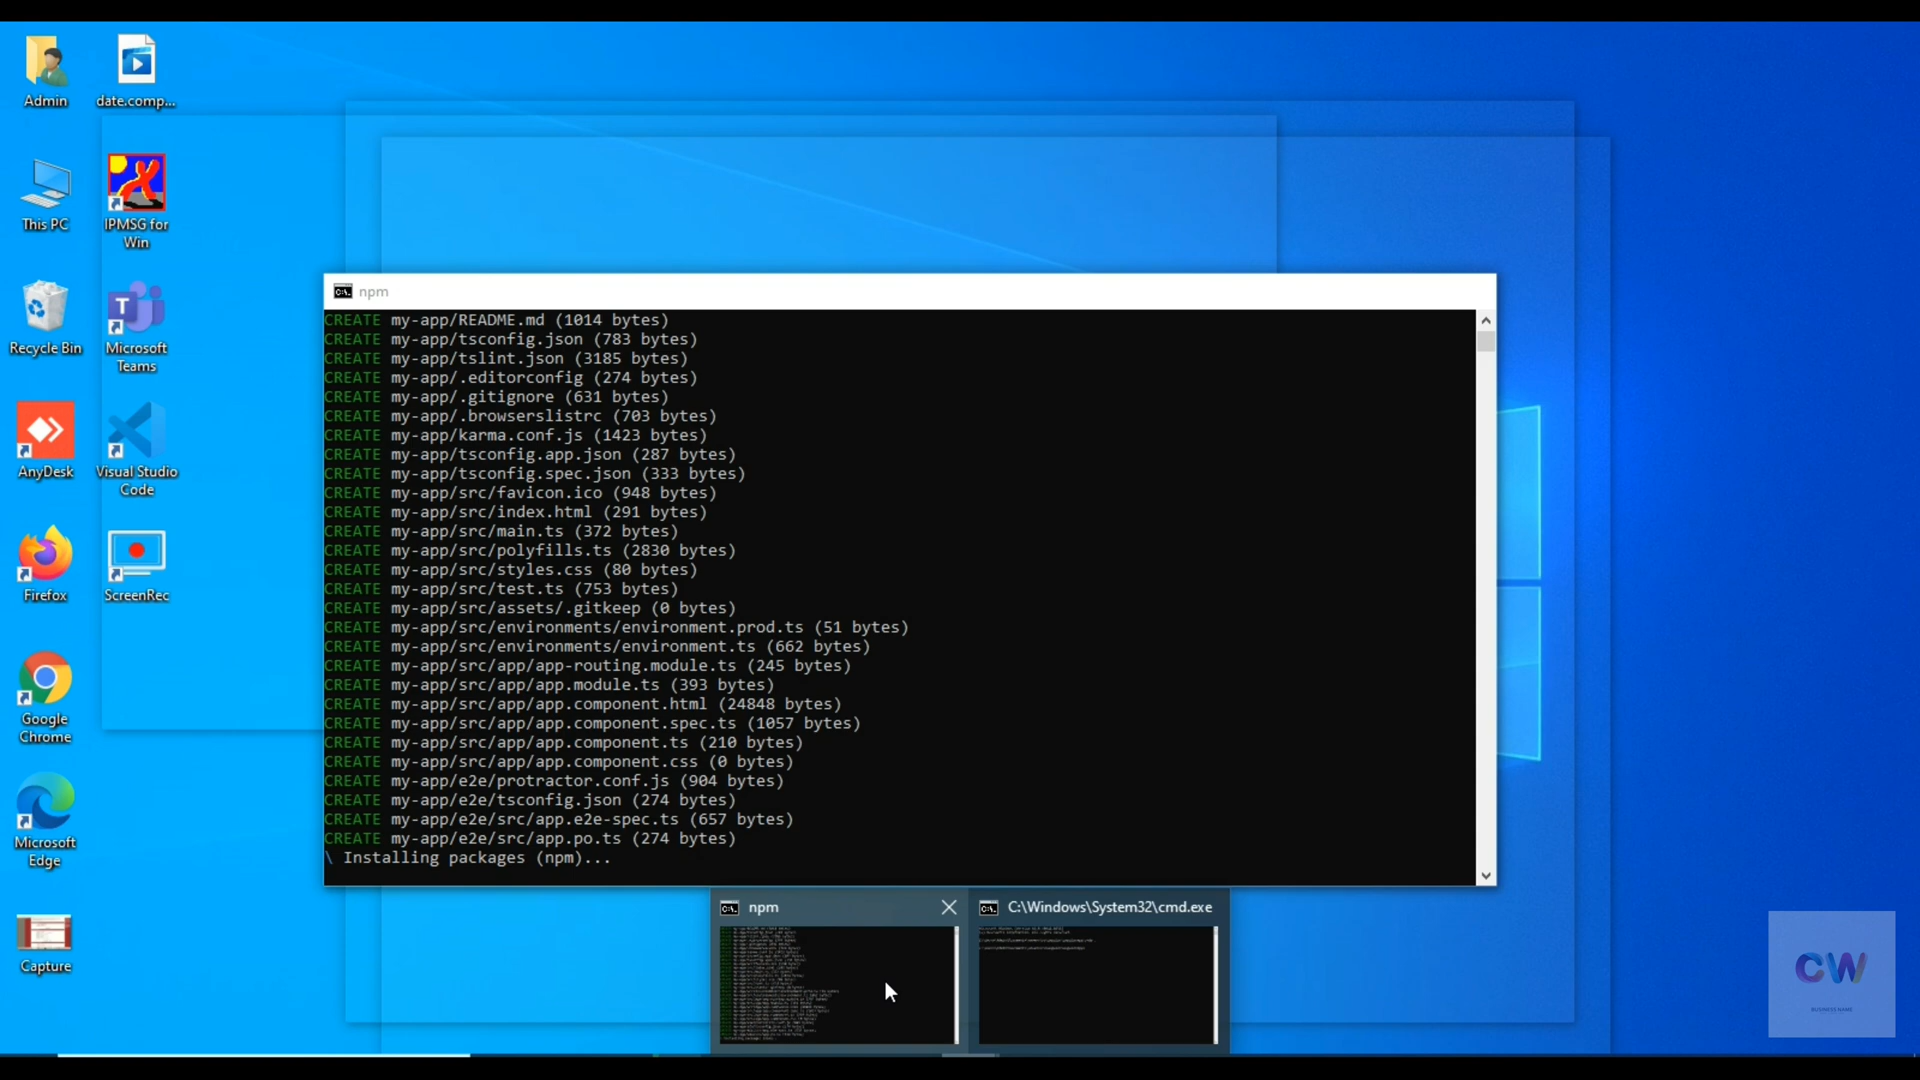 Admin
date.comp...
This PC
IPMSG for
Win
Recycle Bin
Microsoft
Teams
AnyDesk
Visual Studio
Code
Firefox
ScreenRec
Google
Chrome
Microsoft
Edge
Capture
npm
CREATE my-app/README.md (1014 bytes)
CREATE my-app/tsconfig.json (783 bytes)
CREATE my-app/tslint.json (3185 bytes)
CREATE my-app/.editorconfig (274 bytes)
CREATE my-app/.gitignore (631 bytes)
CREATE my-app/.browserslistrc (703 bytes)
CREATE my-app/karma.conf.js (1423 bytes)
CREATE my-app/tsconfig.app.json (287 bytes)
CREATE my-app/tsconfig.spec.json (333 bytes)
CREATE my-app/src/favicon.ico (948 bytes)
CREATE my-app/src/index.html (291 bytes)
CREATE my-app/src/main.ts (372 bytes)
CREATE my-app/src/polyfills.ts (2830 bytes)
CREATE my-app/src/styles.css (80 bytes)
CREATE my-app/src/test.ts (753 bytes)
CREATE my-app/src/assets/.gitkeep (0 bytes)
CREATE my-app/src/environments/environment.prod.ts (51 bytes)
CREATE my-app/src/environments/environment.ts (662 bytes)
CREATE my-app/src/app/app-routing.module.ts (245 bytes)
CREATE my-app/src/app/app.module.ts (393 bytes)
CREATE my-app/src/app/app.component.html (24848 bytes)
CREATE my-app/src/app/app.component.spec.ts (1057 bytes)
CREATE my-app/src/app/app.component.ts (210 bytes)
CREATE my-app/src/app/app.component.css (0 bytes)
CREATE my-app/e2e/protractor.conf.js (904 bytes)
CREATE my-app/e2e/tsconfig.json (274 bytes)
CREATE my-app/e2e/src/app.e2e-spec.ts (657 bytes)
CREATE my-app/e2e/src/app.po.ts (274 bytes)
\ Installing packages (npm)...
npm
C:\Windows\System32\cmd.exe
CW
BUSINESS NAME